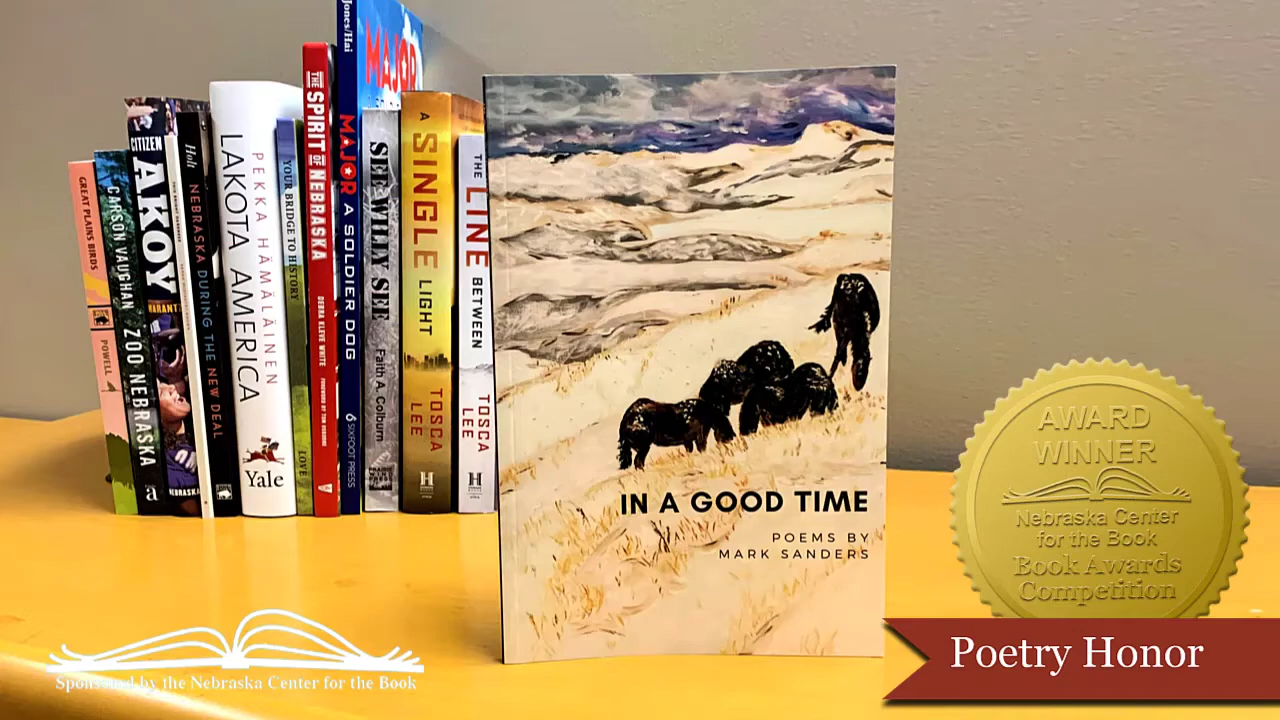 GREAT PLAINS BIRDS
POWELL
CARSON VAUGHAN ZOO NEBRASKA
a
CITIZEN
AKOY
Holt NEBRASKA DURING THE NEW DEAL
PEKKA HÄMÄLÄINEN
LAKOTA AMERICA
Yale
YOUR BRIDGE TO HISTORY
LOVE
THE SPIRIT OF NEBRASKA
DEBRA KLEVE WHITE
Jones/Hai
MAJOR A SOLDIER DOG
6 SIXFOOT PRESS
MAJOR
SEE WILLY SEE
Faith A. Colburn
A SINGLE LIGHT
TOSCA LEE
H
THE LINE BETWEEN
TOSCA LEE
H
IN A GOOD TIME
POEMS BY
MARK SANDERS
AWARD
WINNER
Nebraska Center
for the Book
Book Awards
Competition
Poetry Honor
Sponsored by the Nebraska Center for the Book